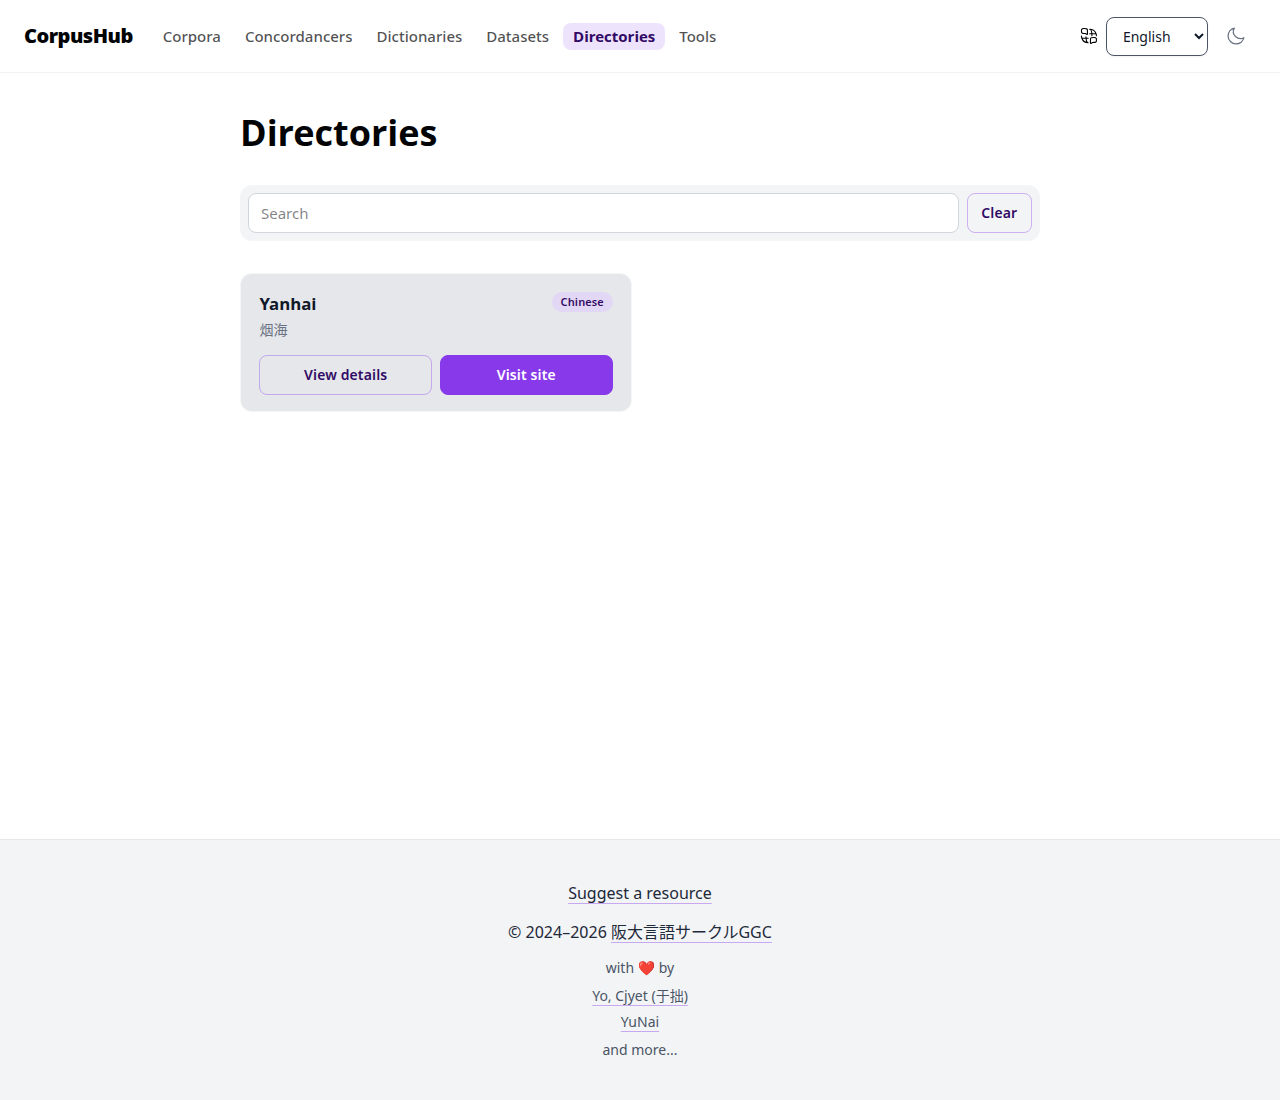 CorpusHub Corpora Concordancers Dictionaries Datasets Directories Tools English
Directories
Search Clear
Yanhai Chinese
烟海
View details Visit site
Suggest a resource
© 2024–2026 阪大言語サークルGGC
with ❤️ by
Yo, Cjyet (于拙)
YuNai
and more...